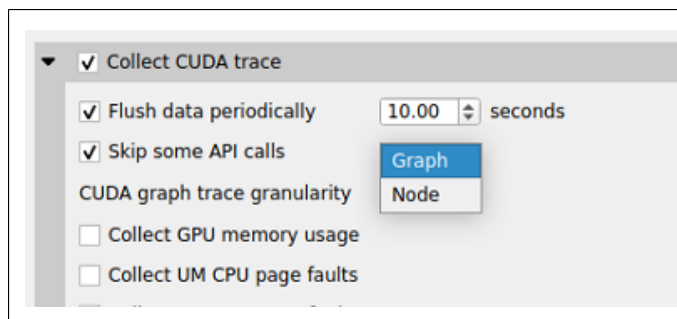 Collect CUDA trace
Flush data periodically 10.00 seconds
Skip some API calls
Graph
CUDA graph trace granularity
Node
Collect GPU memory usage
Collect UM CPU page faults